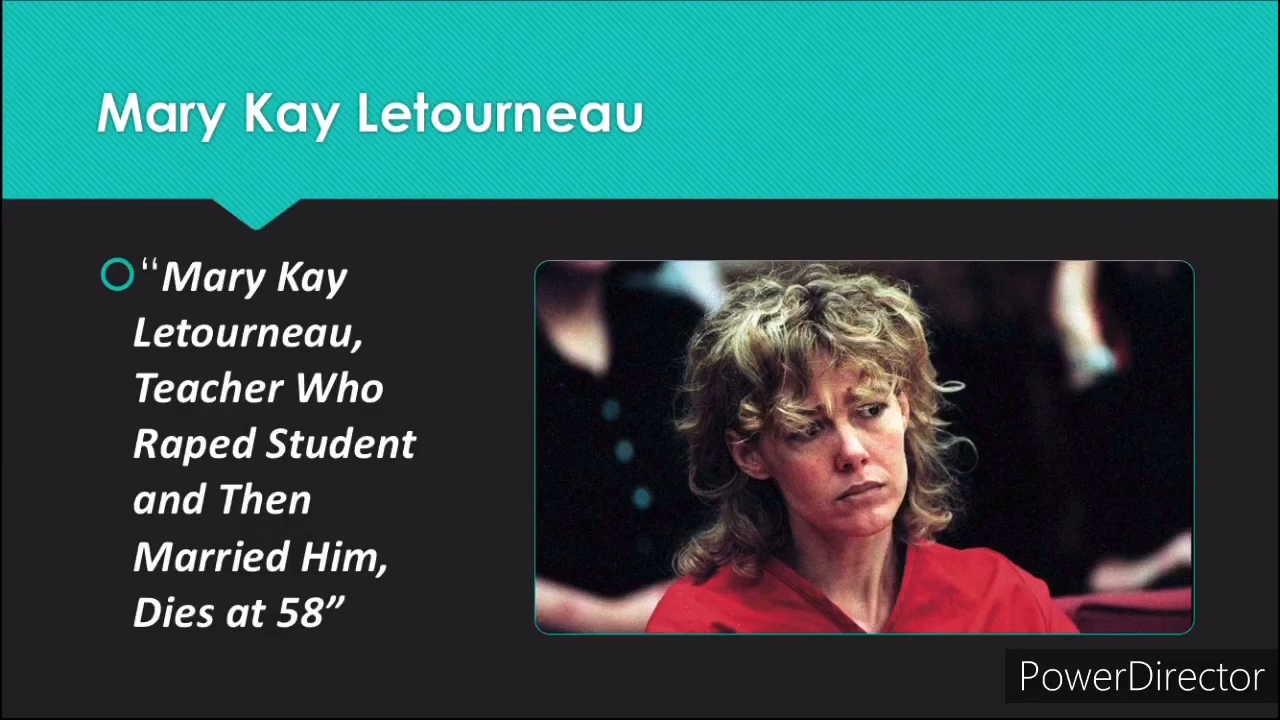 Mary Kay Letourneau
“Mary Kay
Letourneau,
Teacher Who
Raped Student
and Then
Married Him,
Dies at 58”
PowerDirector